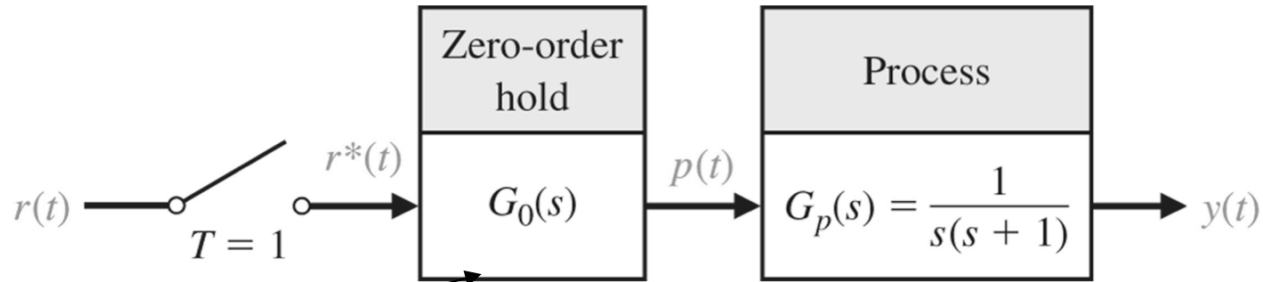 Zero-order
hold
Process
r(t)
T = 1
r*(t)
G₀(s)
p(t)
Gₚ(s) = 1 / s(s + 1)
y(t)